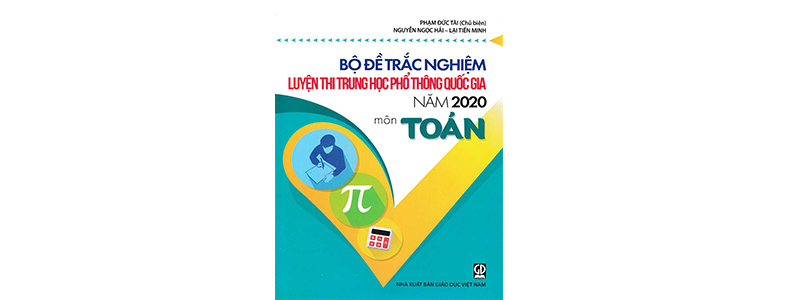 PHẠM ĐỨC TÀI (Chủ biên)
NGUYỄN NGỌC HẢI – LẠI TIẾN MINH
BỘ ĐỀ TRẮC NGHIỆM
LUYỆN THI TRUNG HỌC PHỔ THÔNG QUỐC GIA
NĂM 2020
môn TOÁN
π
GD
NHÀ XUẤT BẢN GIÁO DỤC VIỆT NAM